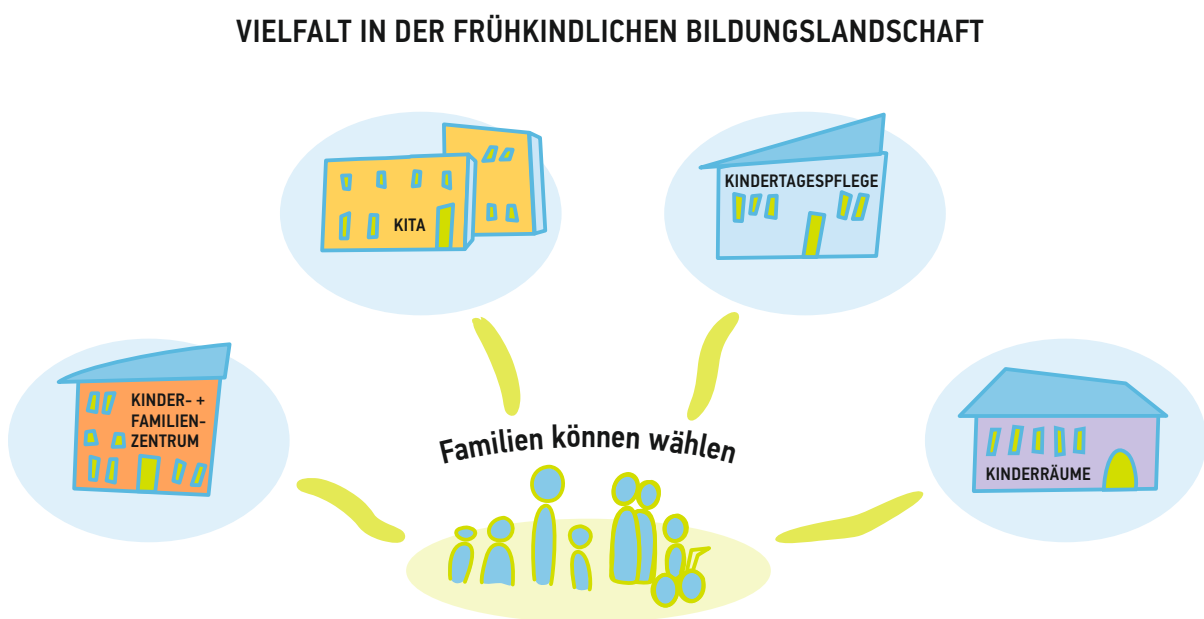 VIELFALT IN DER FRÜHKINDLICHEN BILDUNGSLANDSCHAFT
KITA
KINDERTAGESPFLEGE
KINDER- +
FAMILIEN-
ZENTRUM
Familien können wählen
KINDERRÄUME